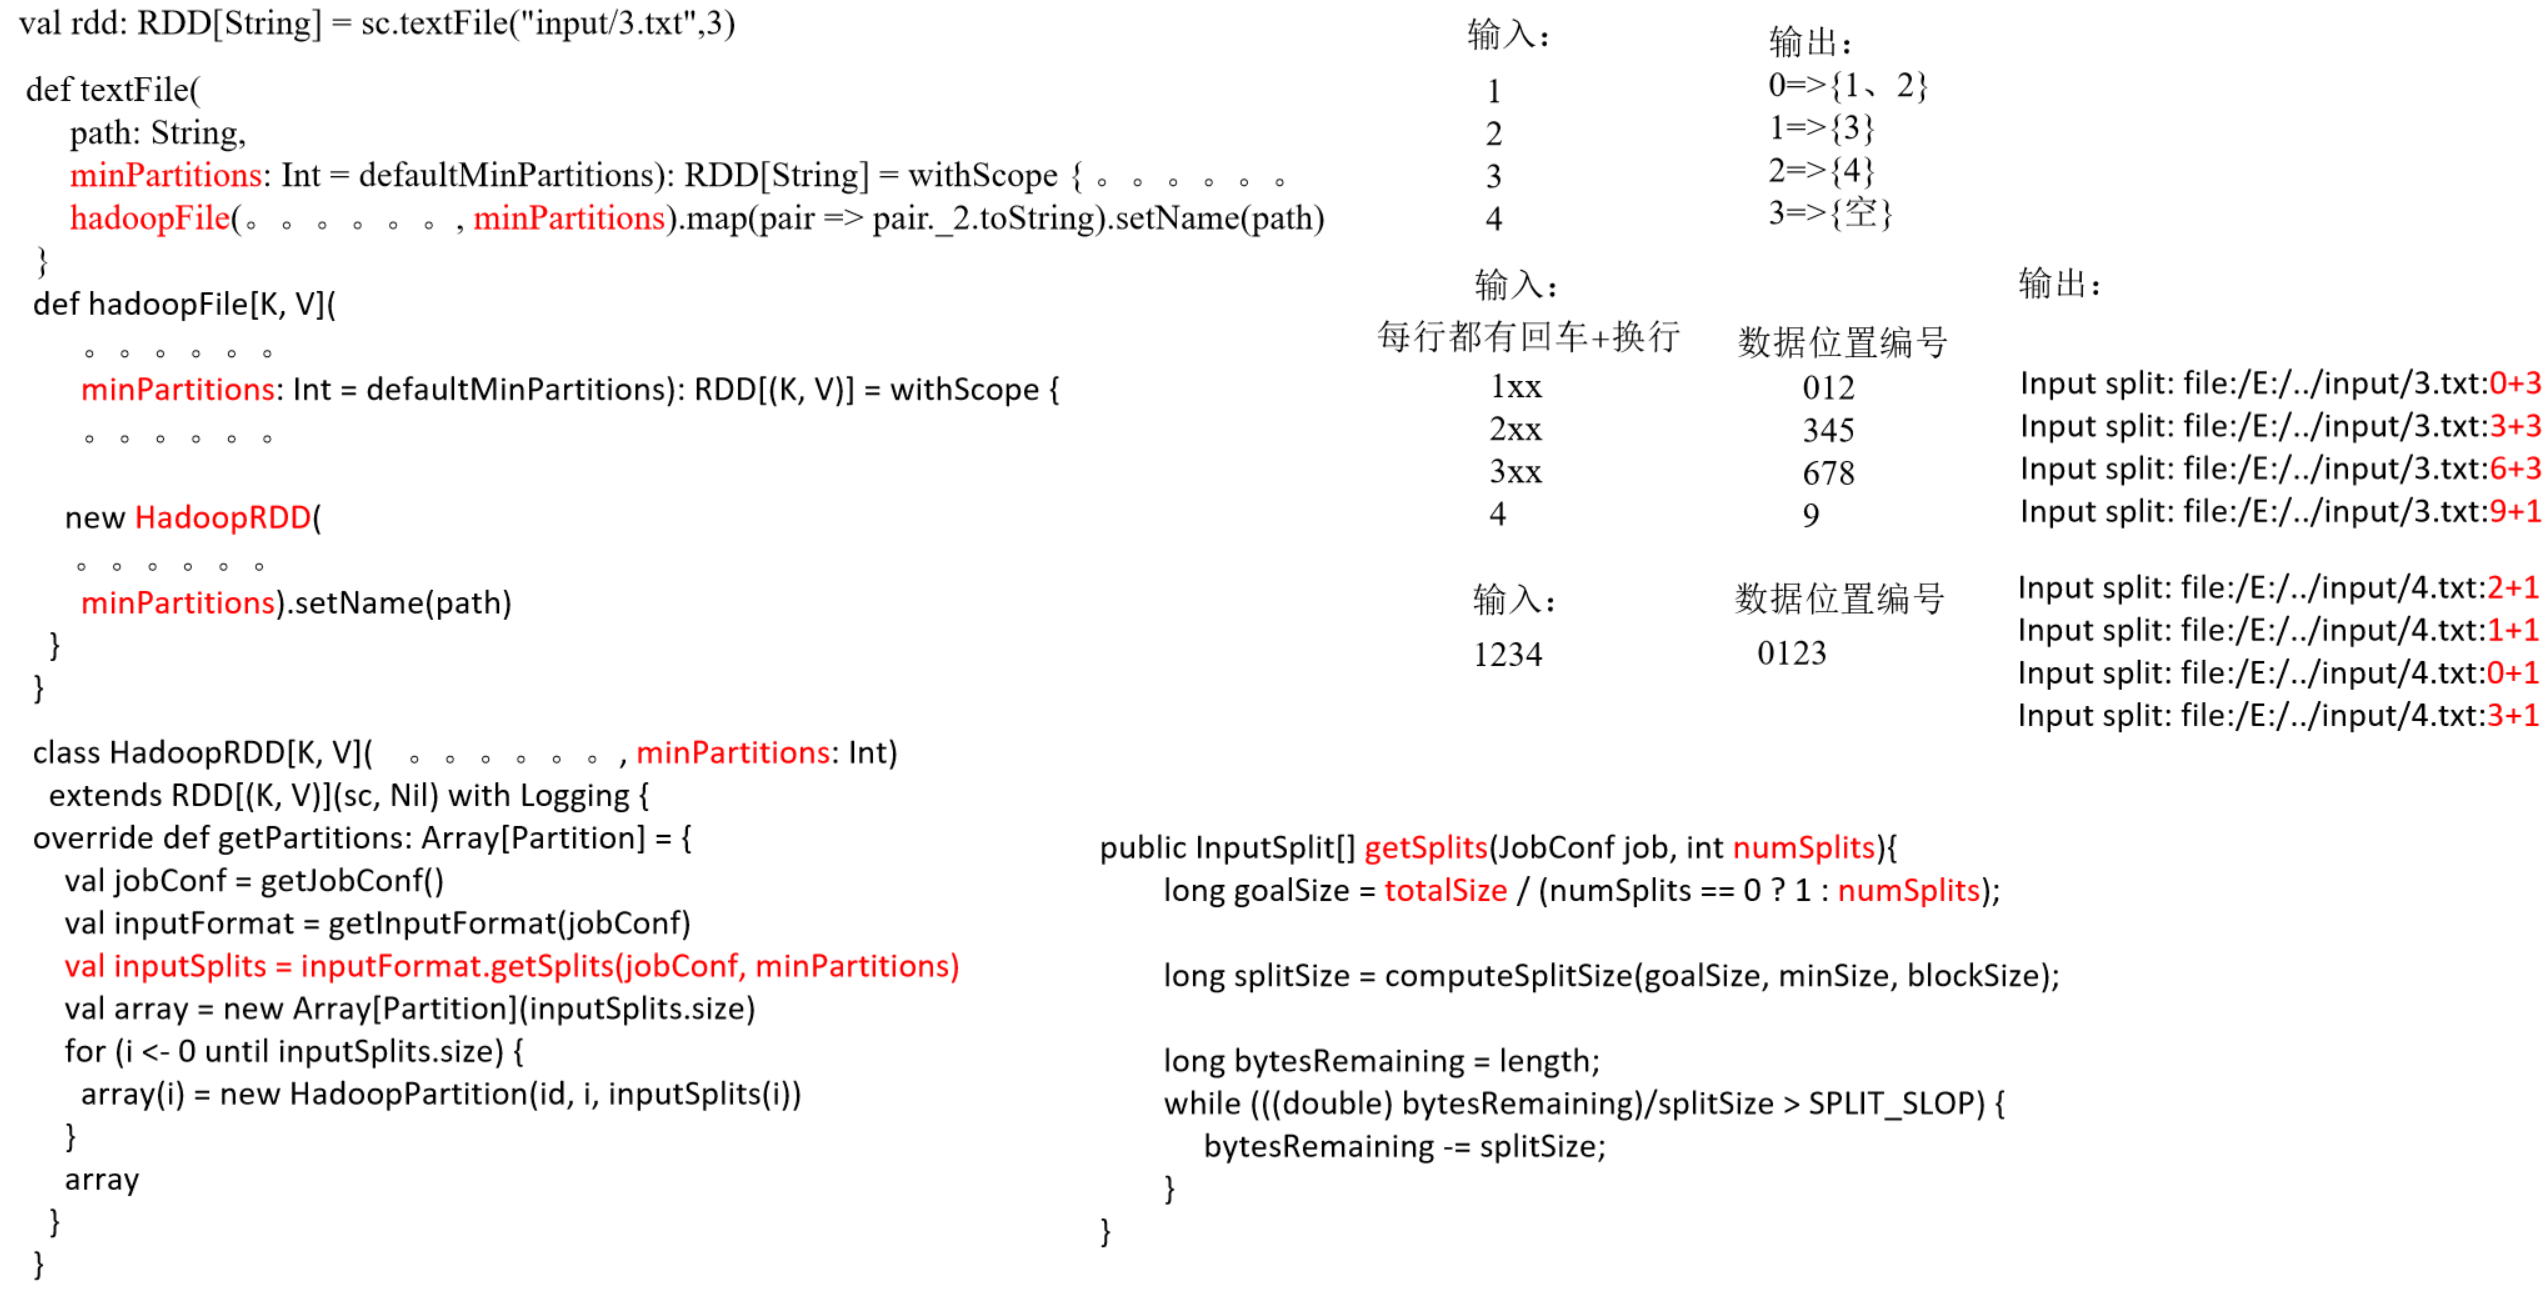 val rdd: RDD[String] = sc.textFile("input/3.txt",3)
def textFile(
path: String,
minPartitions: Int = defaultMinPartitions): RDD[String] = withScope { 。。。。。。
hadoopFile(。。。。。。, minPartitions).map(pair => pair._2.toString).setName(path)
}
def hadoopFile[K, V](
。。。。。。
minPartitions: Int = defaultMinPartitions): RDD[(K, V)] = withScope {
。。。。。。
new HadoopRDD(
。。。。。。
minPartitions).setName(path)
}
}
class HadoopRDD[K, V]( 。。。。。。, minPartitions: Int)
extends RDD[(K, V)](sc, Nil) with Logging {
override def getPartitions: Array[Partition] = {
val jobConf = getJobConf()
val inputFormat = getInputFormat(jobConf)
val inputSplits = inputFormat.getSplits(jobConf, minPartitions)
val array = new Array[Partition](inputSplits.size)
for (i <- 0 until inputSplits.size) {
array(i) = new HadoopPartition(id, i, inputSplits(i))
}
array
}
}
输入：
1
2
3
4
输出：
0=>{1、2}
1=>{3}
2=>{4}
3=>{空}
输入：
每行都有回车+换行
1xx
2xx
3xx
4
数据位置编号
012
345
678
9
输出：
Input split: file:/E:/../input/3.txt:0+3
Input split: file:/E:/../input/3.txt:3+3
Input split: file:/E:/../input/3.txt:6+3
Input split: file:/E:/../input/3.txt:9+1
输入：
1234
数据位置编号
0123
Input split: file:/E:/../input/4.txt:2+1
Input split: file:/E:/../input/4.txt:1+1
Input split: file:/E:/../input/4.txt:0+1
Input split: file:/E:/../input/4.txt:3+1
public InputSplit[] getSplits(JobConf job, int numSplits){
long goalSize = totalSize / (numSplits == 0 ? 1 : numSplits);
long splitSize = computeSplitSize(goalSize, minSize, blockSize);
long bytesRemaining = length;
while (((double) bytesRemaining)/splitSize > SPLIT_SLOP) {
bytesRemaining -= splitSize;
}
}